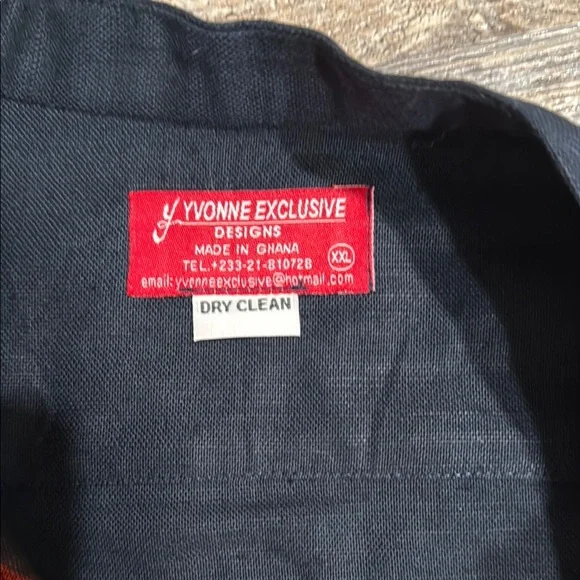 Y YVONNE EXCLUSIVE
DESIGNS
MADE IN GHANA
TEL.+233-21-810728
XXL
email:yvonneexclusive@hotmail.com
DRY CLEAN